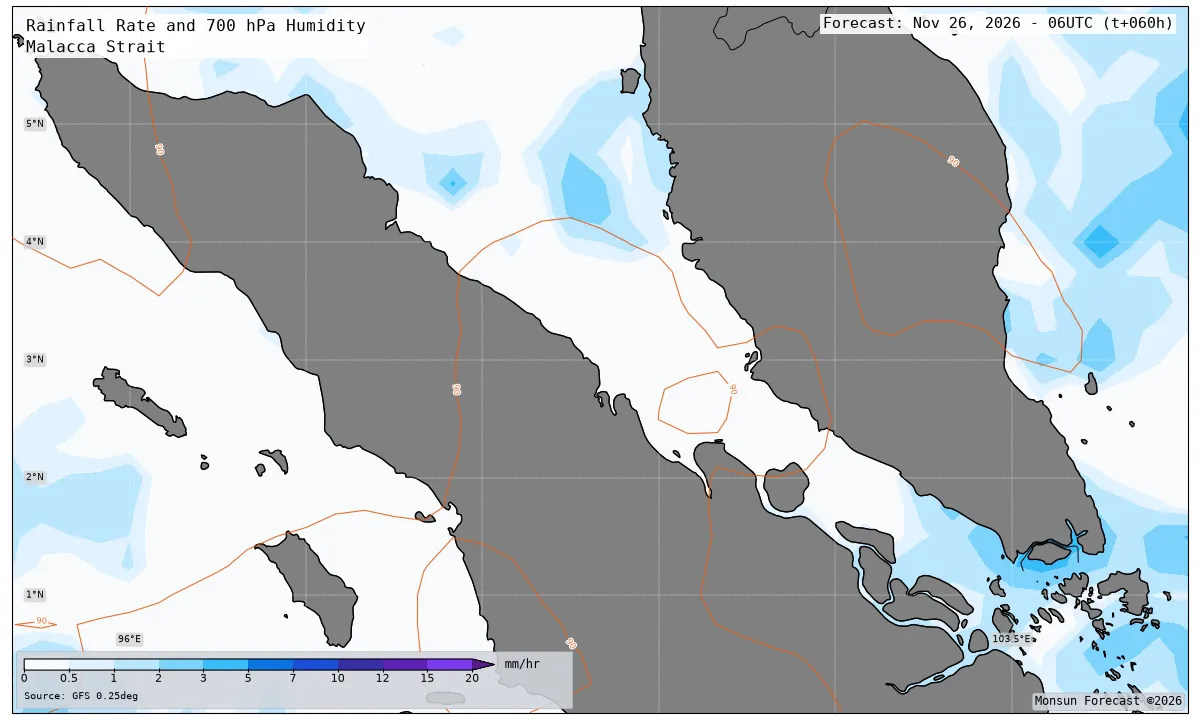 Rainfall Rate and 700 hPa Humidity
Malacca Strait
Forecast: Nov 26, 2026 - 06UTC (t+060h)
5°N
90
90
4°N
3°N
90
90
2°N
1°N
90
96°E
103.5°E
90
mm/hr
0 0.5 1 2 3 5 7 10 12 15 20
Source: GFS 0.25deg
Monsun Forecast ©2026